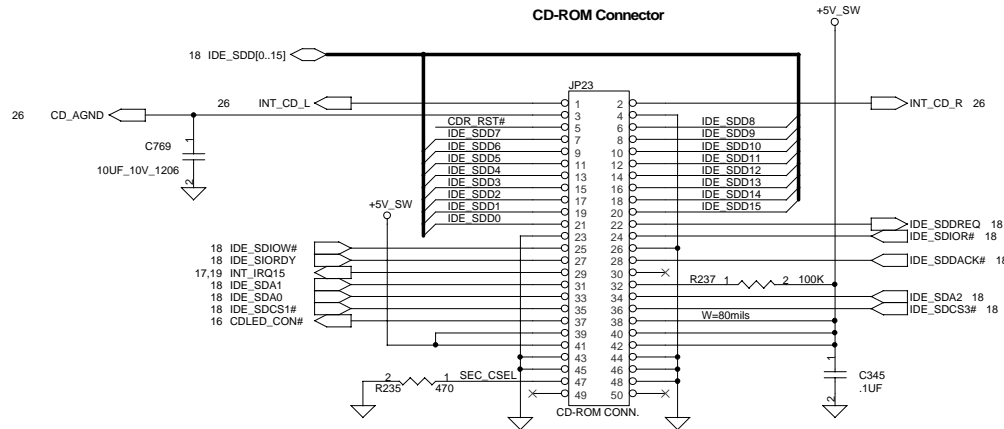 CD-ROM Connector
+5V_SW
18 IDE_SDD[0..15]
JP23
26 CD_AGND
26 INT_CD_L
1 2
INT_CD_R 26
3 4
CDR_RST# 5 6 IDE_SDD8
IDE_SDD7 7 8 IDE_SDD9
IDE_SDD6 9 10 IDE_SDD10
IDE_SDD5 11 12 IDE_SDD11
IDE_SDD4 13 14 IDE_SDD12
IDE_SDD3 15 16 IDE_SDD13
IDE_SDD2 17 18 IDE_SDD14
IDE_SDD1 19 20 IDE_SDD15
IDE_SDD0 21 22 IDE_SDDREQ 18
23 24 IDE_SDIOR# 18
1
C769
10UF_10V_1206
2
+5V_SW
18 IDE_SDIOW# 25 26
18 IDE_SIORDY 27 28 IDE_SDDACK# 18
17,19 INT_IRQ15 29 30
18 IDE_SDA1 31 32 R237 1 2 100K
18 IDE_SDA0 33 34 IDE_SDA2 18
18 IDE_SDCS1# 35 36 IDE_SDCS3# 18
16 CDLED_CON# 37 38 W=80mils
39 40
41 42
43 44
45 46
2 1 SEC_CSEL 47 48
R235 470
49 50
CD-ROM CONN.
1
C345
.1UF
2